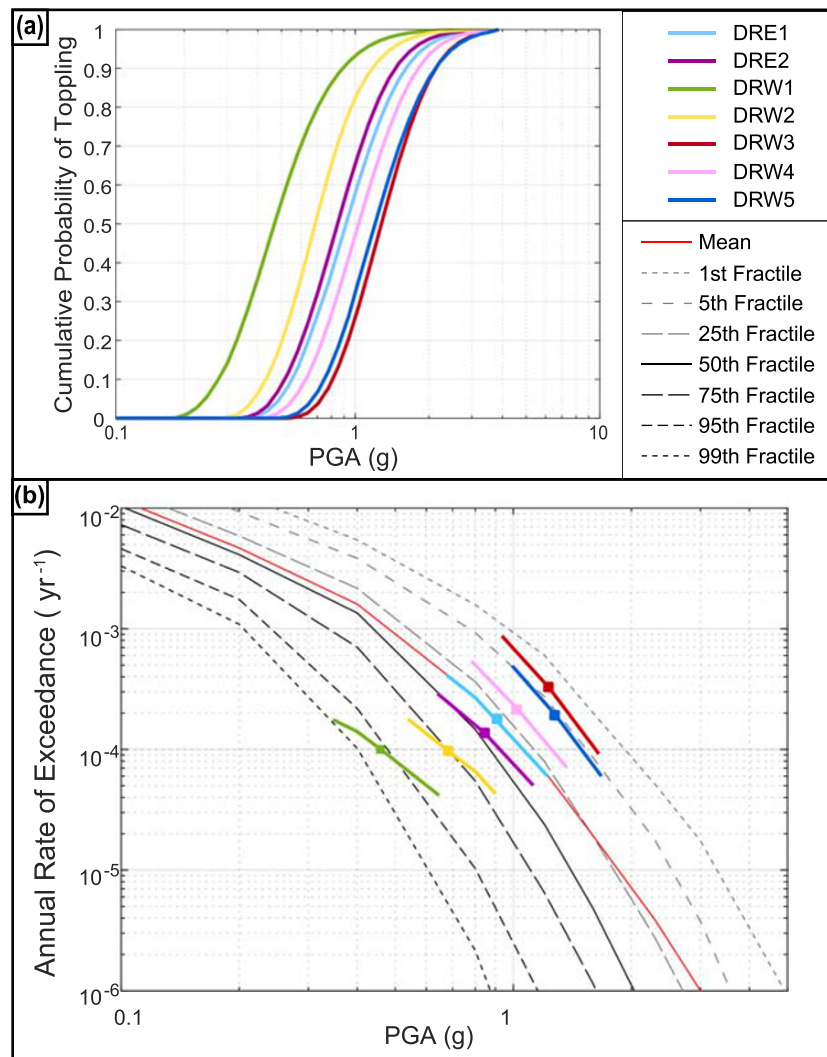 (a)
1
0.9
0.8
0.7
0.6
0.5
0.4
0.3
0.2
0.1
0
Cumulative Probability of Toppling
0.1
1
10
PGA (g)
DRE1
DRE2
DRW1
DRW2
DRW3
DRW4
DRW5
Mean
1st Fractile
5th Fractile
25th Fractile
50th Fractile
75th Fractile
95th Fractile
99th Fractile
(b)
10-2
10-3
10-4
10-5
10-6
Annual Rate of Exceedance ( yr-1)
0.1
1
PGA (g)